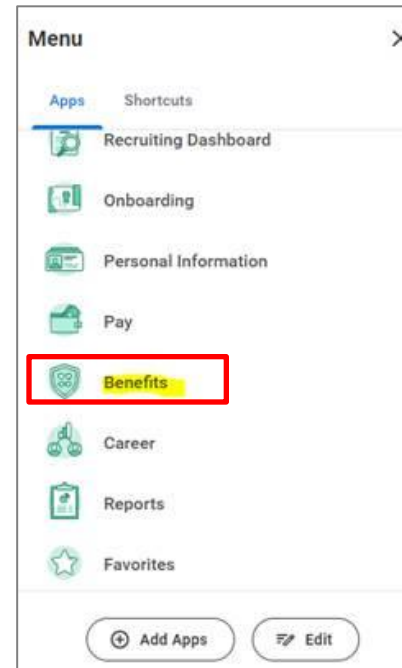 Menu
Apps Shortcuts
Recruiting Dashboard
Onboarding
Personal Information
Pay
Benefits
Career
Reports
Favorites
Add Apps Edit